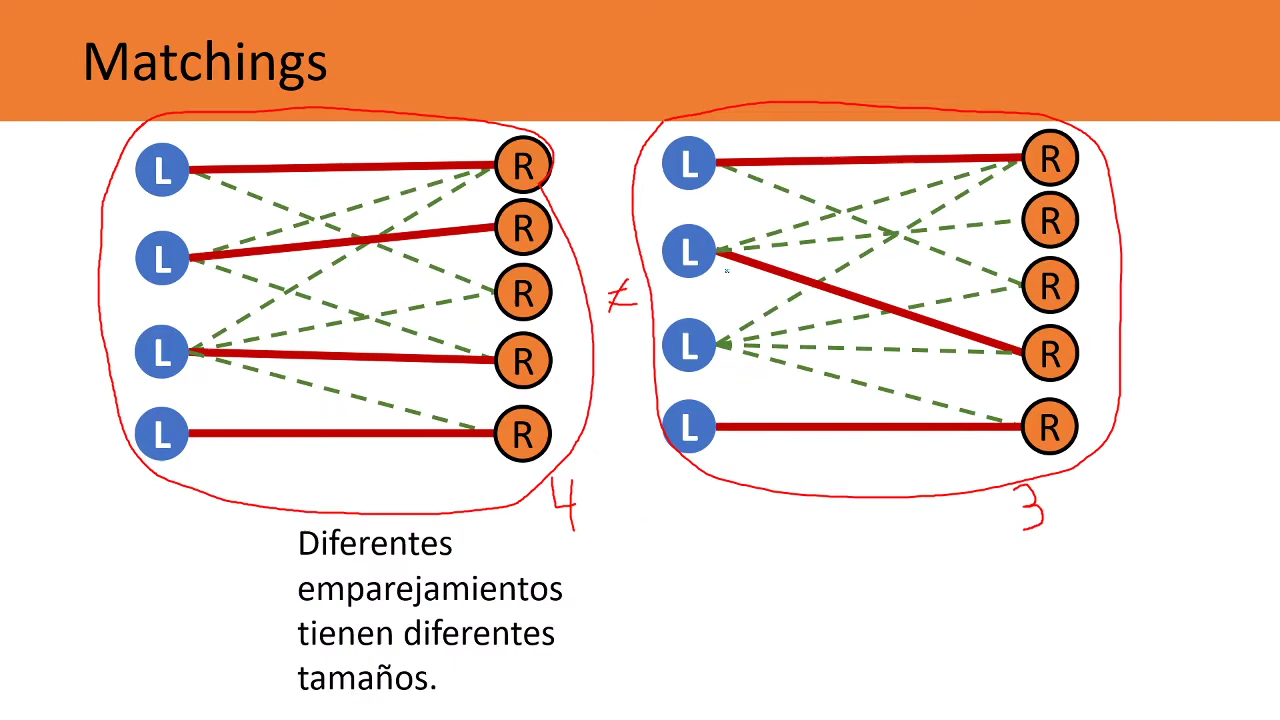 Matchings
L R L R
L R L R
R R
L R L R
L R L R
≠
4 3
Diferentes
emparejamientos
tienen diferentes
tamaños.